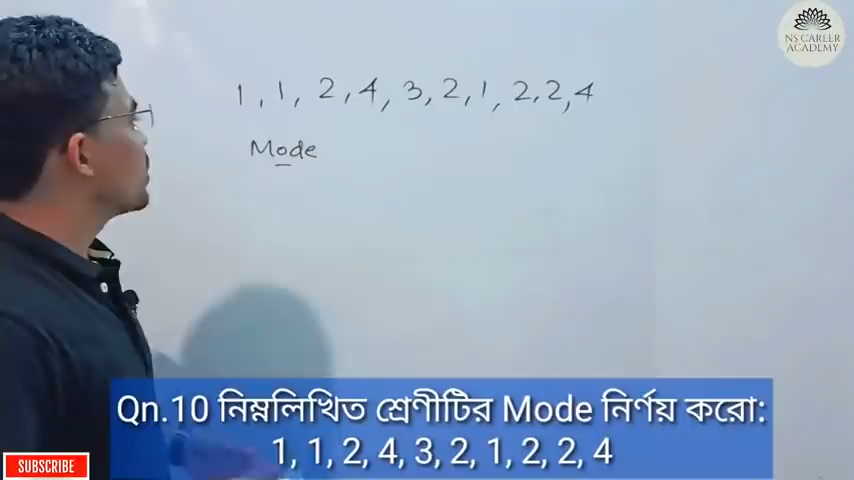 NS CAREER
ACADEMY
1, 1, 2, 4, 3, 2, 1, 2, 2, 4
Mode
Qn.10 নিম্নলিখিত শ্রেণীটির Mode নির্ণয় করো:
1, 1, 2, 4, 3, 2, 1, 2, 2, 4
SUBSCRIBE